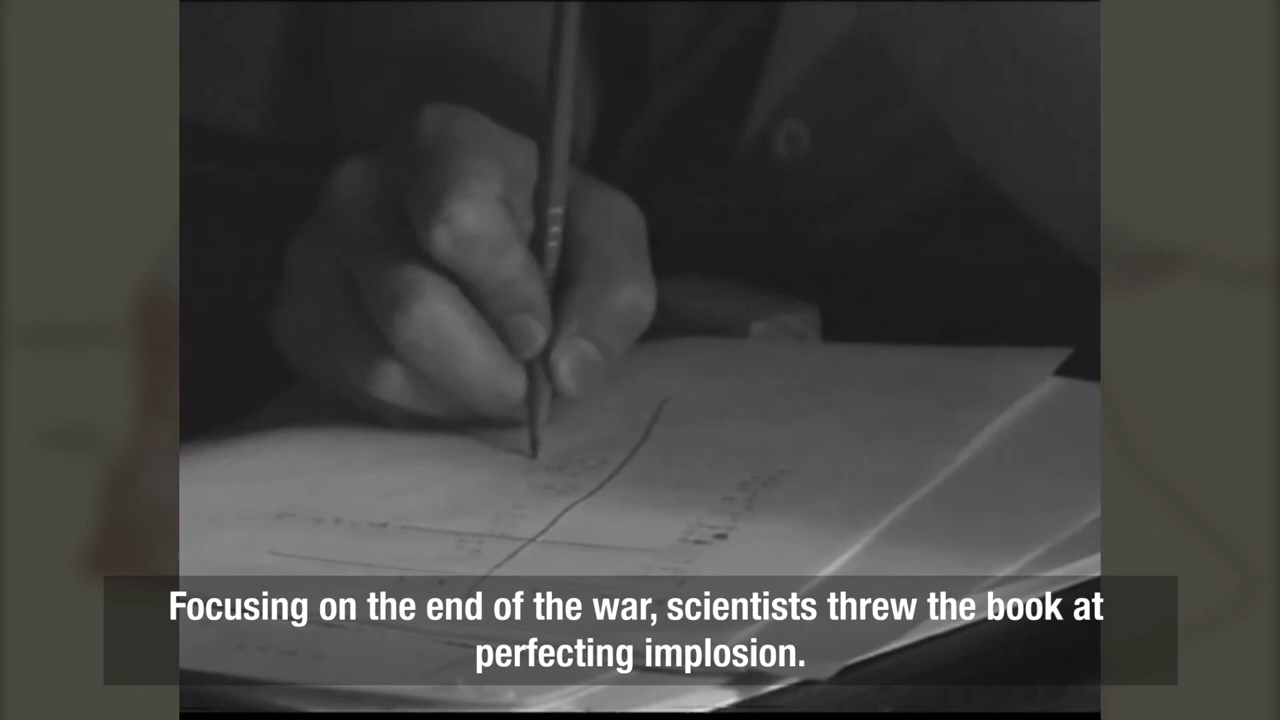 Focusing on the end of the war, scientists threw the book at
perfecting implosion.